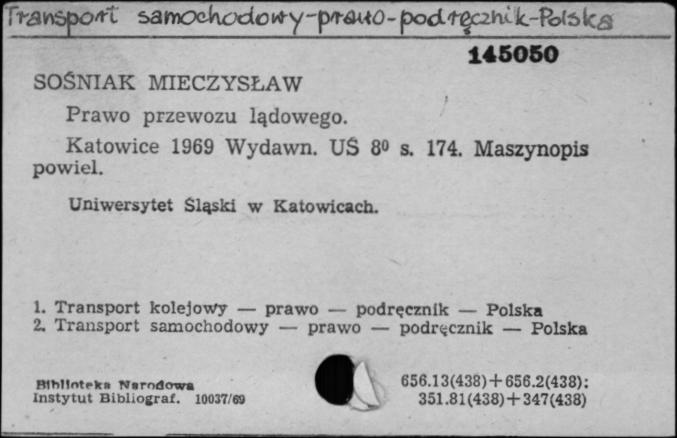 Transport samochodowy-prawo-podręcznik-Polska
145050
SOŚNIAK MIECZYSŁAW
Prawo przewozu lądowego.
Katowice 1969 Wydawn. UŚ 8⁰ s. 174. Maszynopis
powiel.
Uniwersytet Śląski w Katowicach.
1. Transport kolejowy — prawo — podręcznik — Polska
2. Transport samochodowy — prawo — podręcznik — Polska
Biblioteka Narodowa
Instytut Bibliograf. 10037/69
656.13(438)+656.2(438):
351.81(438)+347(438)